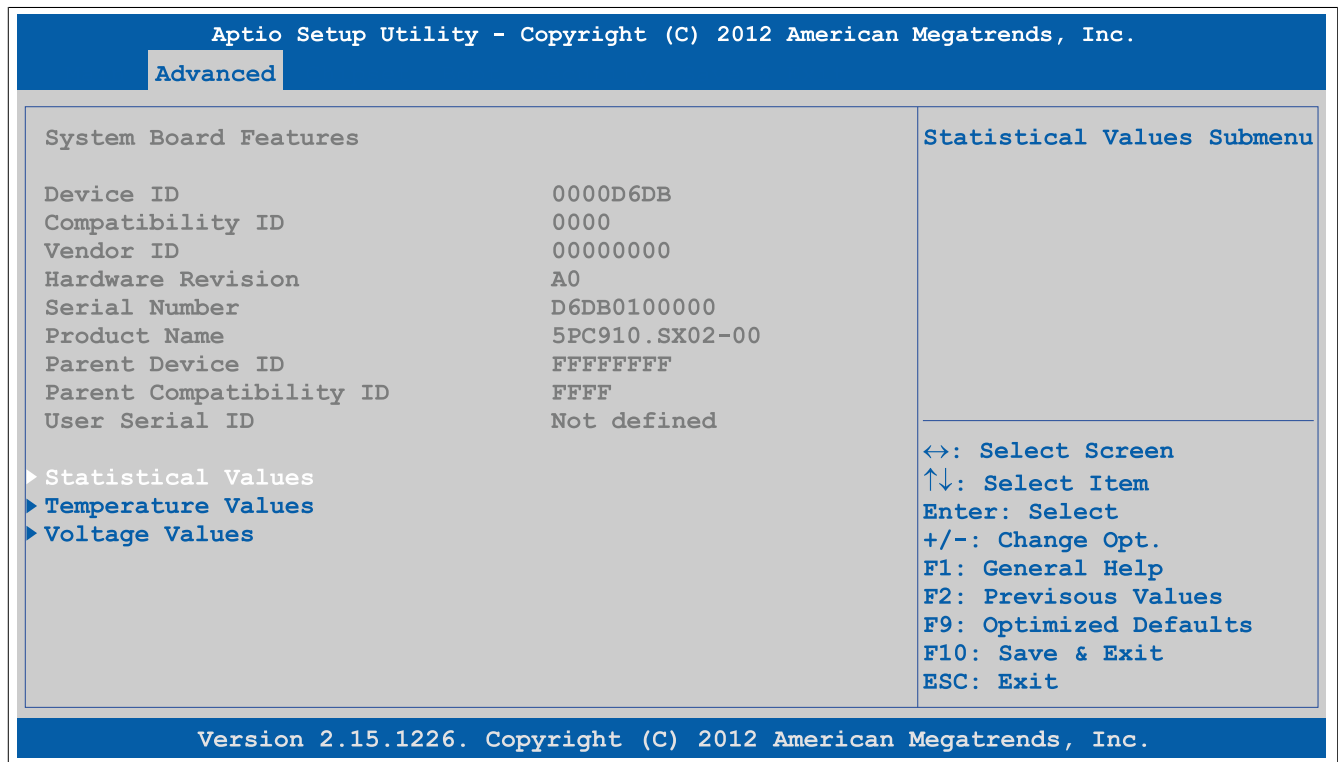 Aptio Setup Utility - Copyright (C) 2012 American Megatrends, Inc.
Advanced
System Board Features
Device ID 0000D6DB
Compatibility ID 0000
Vendor ID 00000000
Hardware Revision A0
Serial Number D6DB0100000
Product Name 5PC910.SX02-00
Parent Device ID FFFFFFFF
Parent Compatibility ID FFFF
User Serial ID Not defined
Statistical Values
Temperature Values
Voltage Values
Statistical Values Submenu
↔: Select Screen
↑↓: Select Item
Enter: Select
+/-: Change Opt.
F1: General Help
F2: Previsous Values
F9: Optimized Defaults
F10: Save & Exit
ESC: Exit
Version 2.15.1226. Copyright (C) 2012 American Megatrends, Inc.